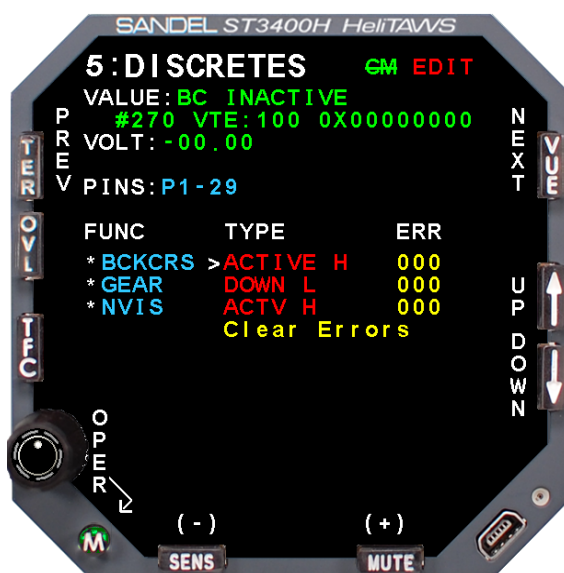 SANDEL ST3400H HeliTAWS
5:DISCRETES GM EDIT
VALUE:BC INACTIVE
#270 VTE:100 0X00000000
VOLT:-00.00
PINS:P1-29
FUNC TYPE ERR
*BCKCRS >ACTIVE H 000
*GEAR DOWN L 000
*NVIS ACTV H 000
Clear Errors
PREV
NEXT
TER
VUE
OVL
UP DOWN
TFC
OPER
M
(-) (+)
SENS MUTE